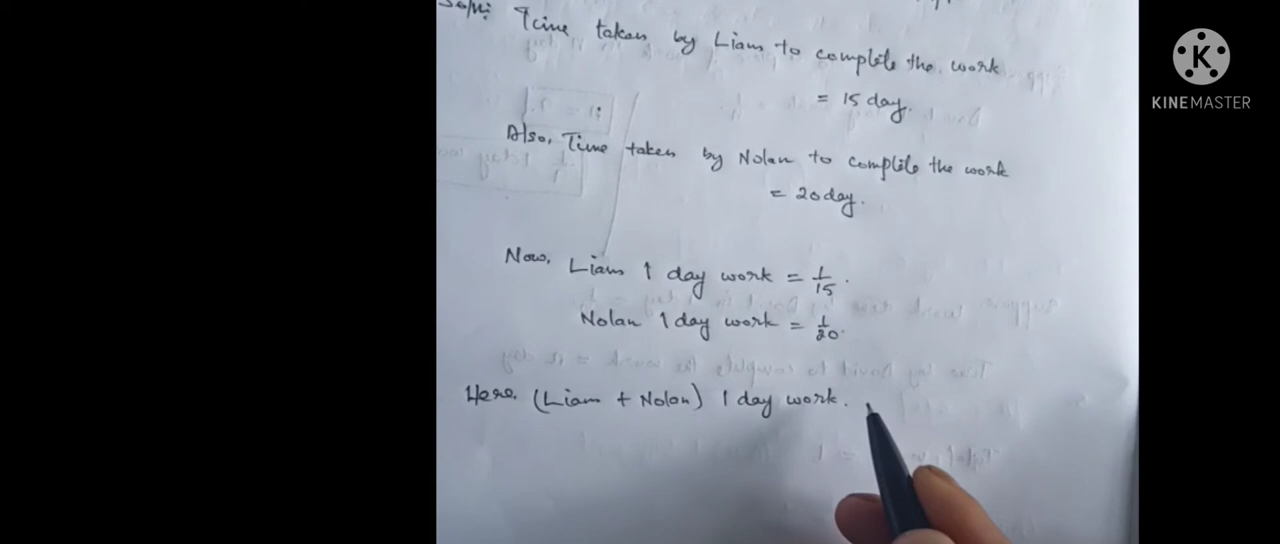 Soln: Time taken by Liam to complete the work
= 15 day.
Also, Time taken by Nolan to complete the work
= 20 day.
Now, Liam 1 day work = 1/15.
Nolan 1 day work = 1/20.
Here, (Liam + Nolan) 1 day work.
K
KINEMASTER